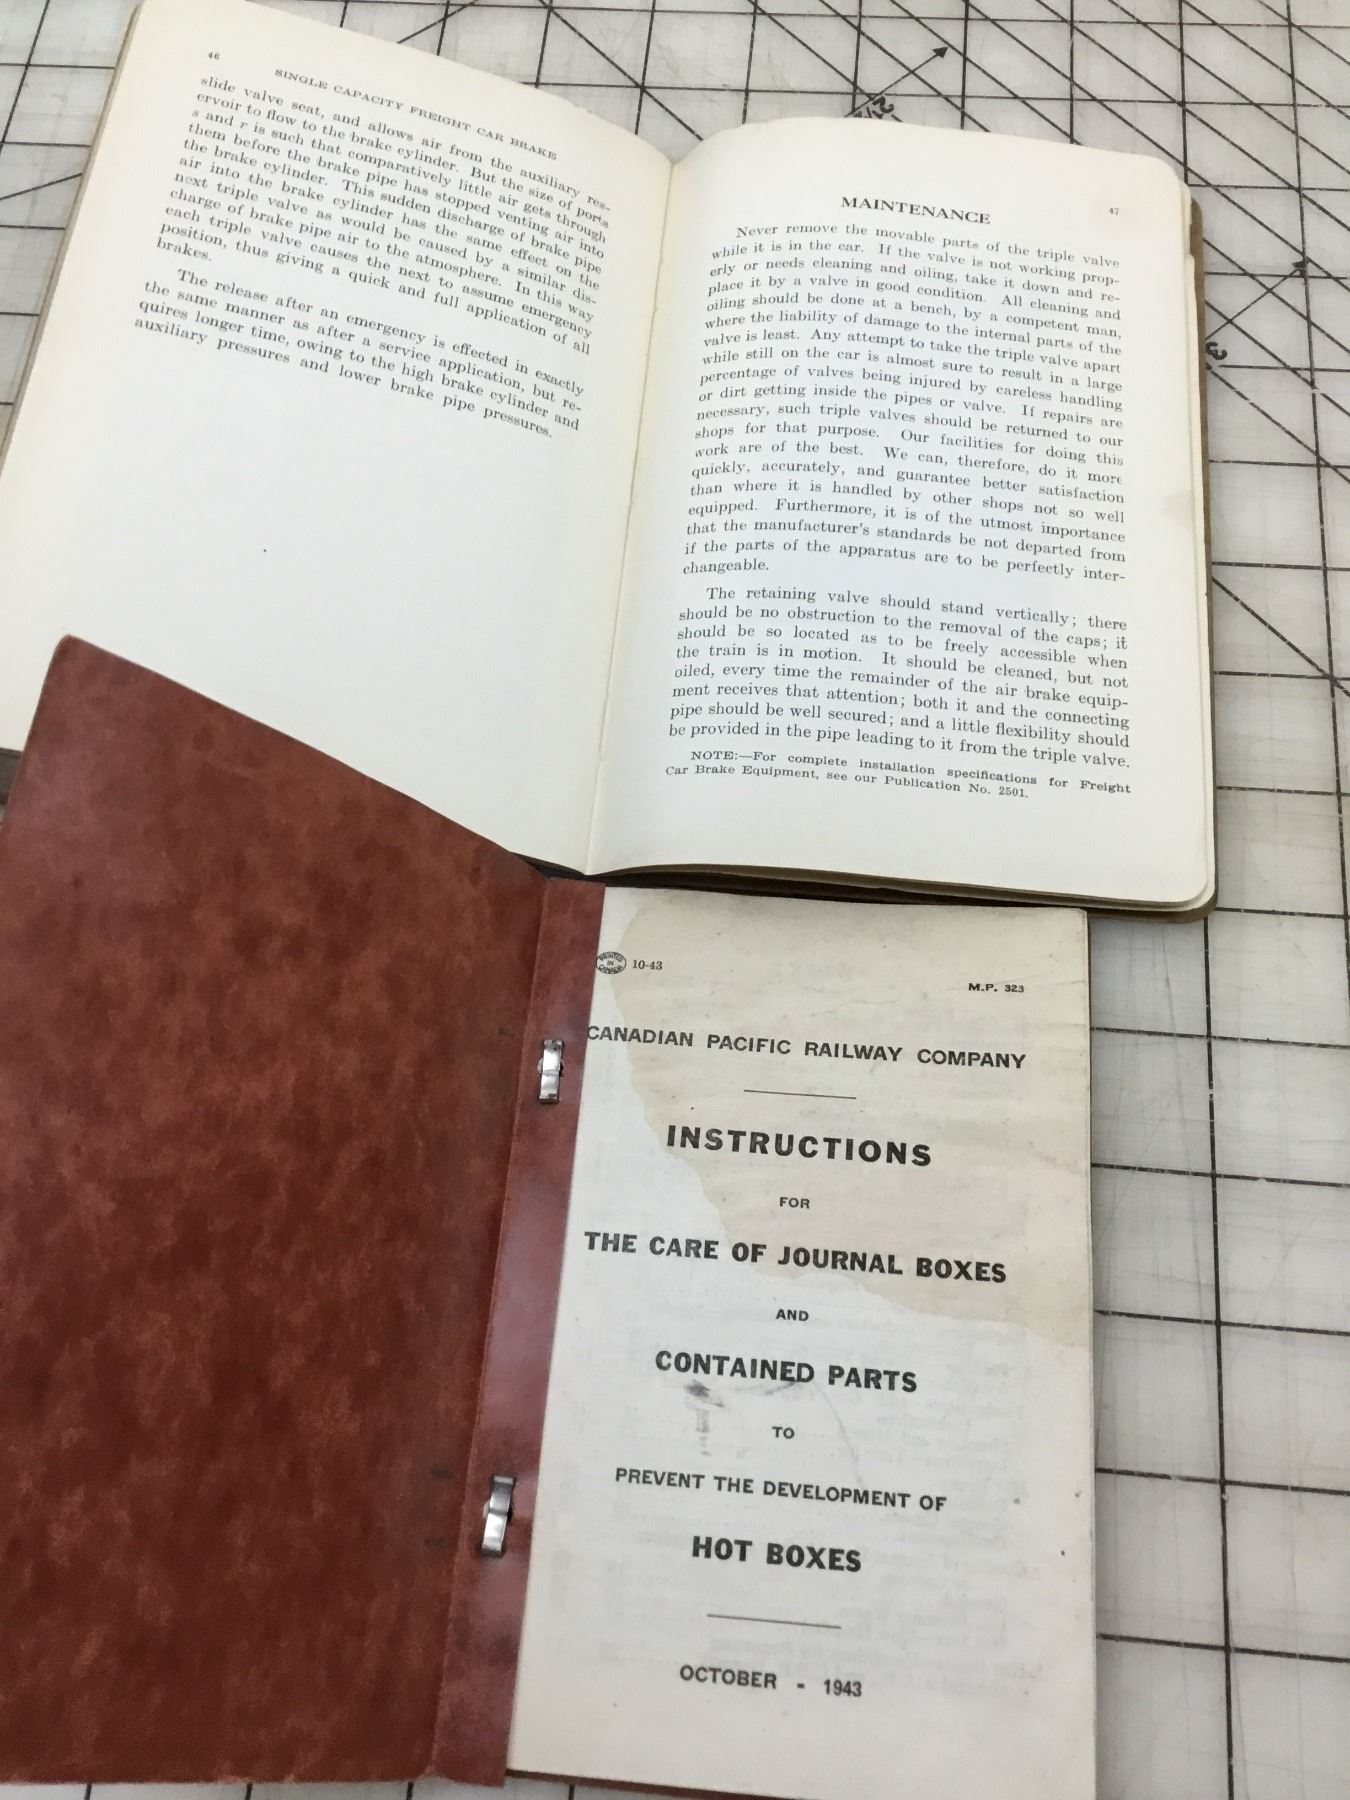 46
SINGLE CAPACITY FREIGHT CAR BRAKE
slide valve seat, and allows air from the auxiliary res-
ervoir to flow to the brake cylinder. But the size of ports
s and r is such that comparatively little air gets through
them before the brake pipe has stopped venting air into
the brake cylinder. This sudden discharge of brake pipe
air into the brake cylinder has the same effect on the
next triple valve as would be caused by a similar dis-
charge of brake pipe air to the atmosphere. In this way
each triple valve causes the next to assume emergency
position, thus giving a quick and full application of all
brakes.
The release after an emergency is effected in exactly
the same manner as after a service application, but re-
quires longer time, owing to the high brake cylinder and
auxiliary pressures and lower brake pipe pressures.
MAINTENANCE
47
Never remove the movable parts of the triple valve
while it is in the car. If the valve is not working prop-
erly or needs cleaning and oiling, take it down and re-
place it by a valve in good condition. All cleaning and
oiling should be done at a bench, by a competent man,
where the liability of damage to the internal parts of the
valve is least. Any attempt to take the triple valve apart
while still on the car is almost sure to result in a large
percentage of valves being injured by careless handling
or dirt getting inside the pipes or valve. If repairs are
necessary, such triple valves should be returned to our
shops for that purpose. Our facilities for doing this
work are of the best. We can, therefore, do it more
quickly, accurately, and guarantee better satisfaction
than where it is handled by other shops not so well
equipped. Furthermore, it is of the utmost importance
that the manufacturer's standards be not departed from
if the parts of the apparatus are to be perfectly inter-
changeable.
The retaining valve should stand vertically; there
should be no obstruction to the removal of the caps; it
should be so located as to be freely accessible when
the train is in motion. It should be cleaned, but not
oiled, every time the remainder of the air brake equip-
ment receives that attention; both it and the connecting
pipe should be well secured; and a little flexibility should
be provided in the pipe leading to it from the triple valve.
NOTE:—For complete installation specifications for Freight
Car Brake Equipment, see our Publication No. 2501.
PRINTED IN CANADA 10-43
M.P. 323
CANADIAN PACIFIC RAILWAY COMPANY
INSTRUCTIONS
FOR
THE CARE OF JOURNAL BOXES
AND
CONTAINED PARTS
TO
PREVENT THE DEVELOPMENT OF
HOT BOXES
OCTOBER - 1943